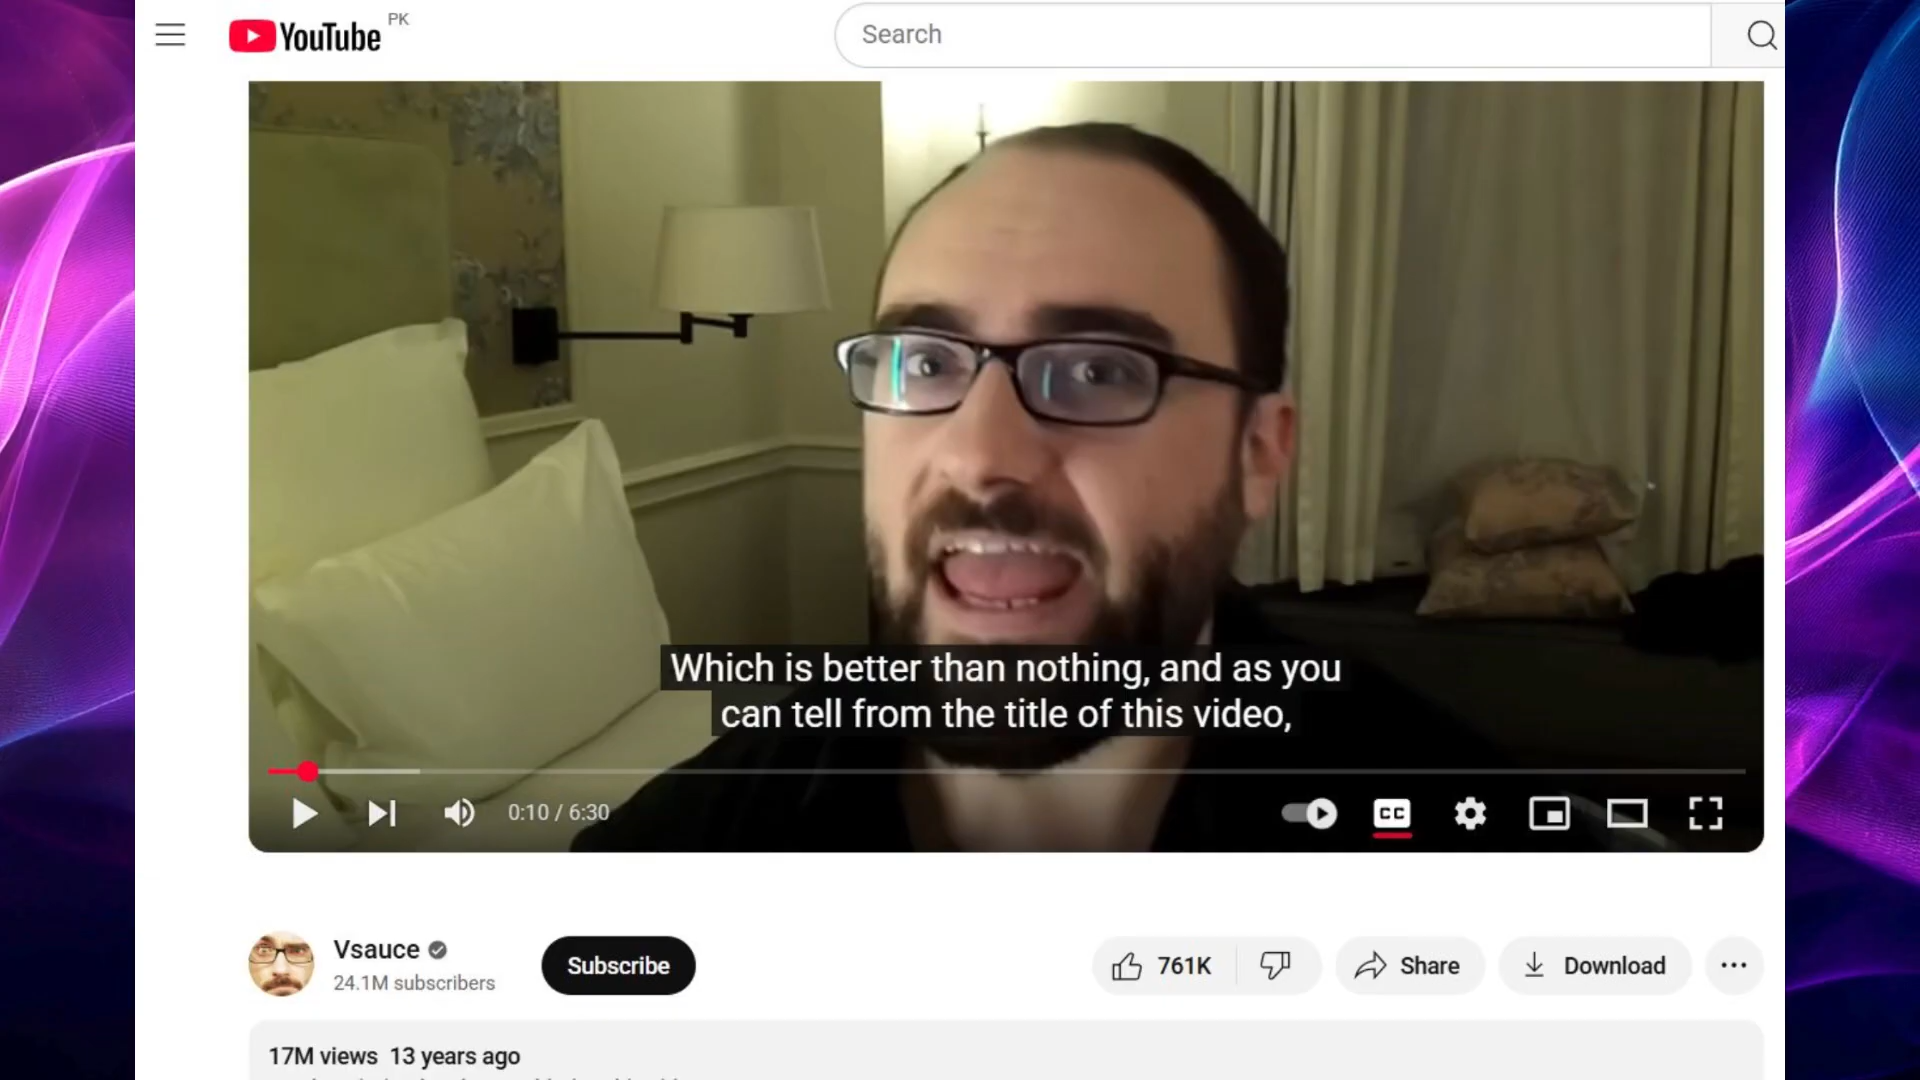 YouTube PK
Search
Which is better than nothing, and as you
can tell from the title of this video,
0:10 / 6:30
CC
Vsauce
24.1M subscribers
Subscribe
761K
Share
Download
17M views 13 years ago